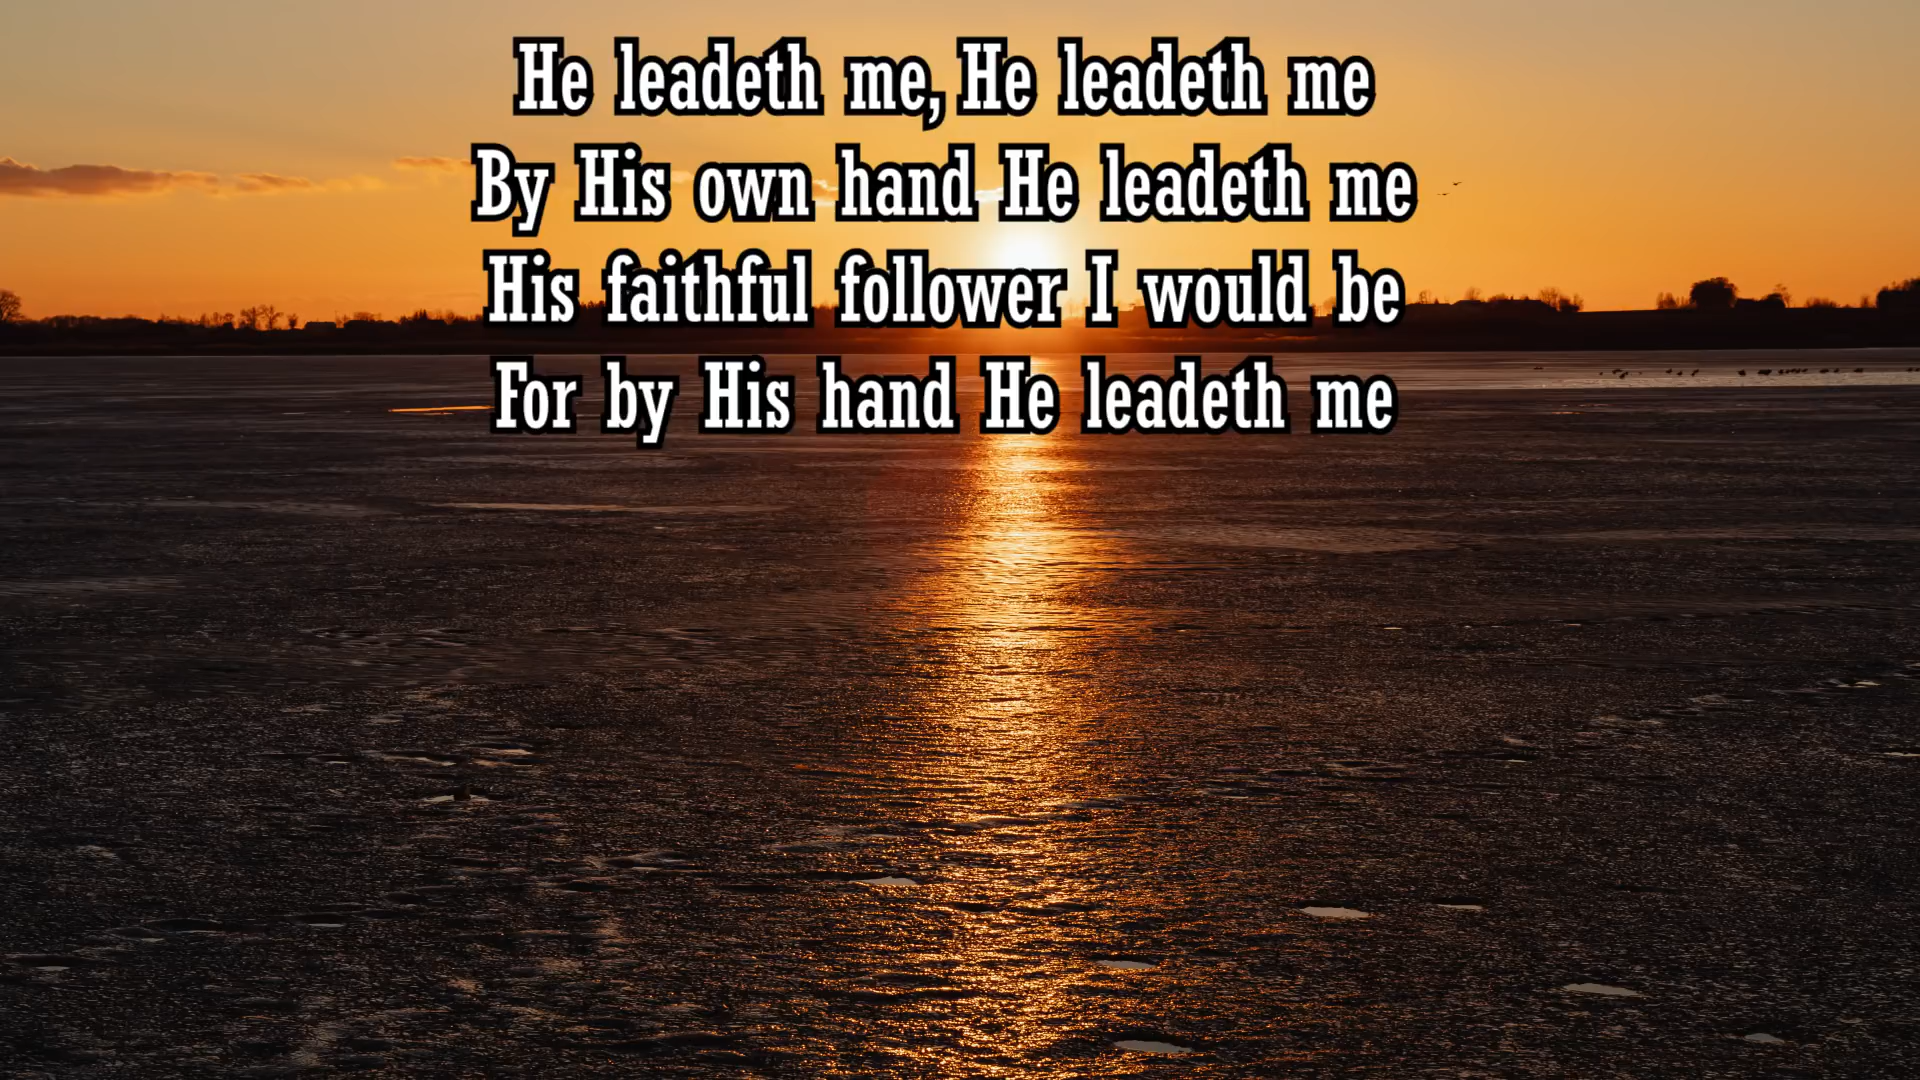 He leadeth me, He leadeth me
By His own hand He leadeth me
His faithful follower I would be
For by His hand He leadeth me